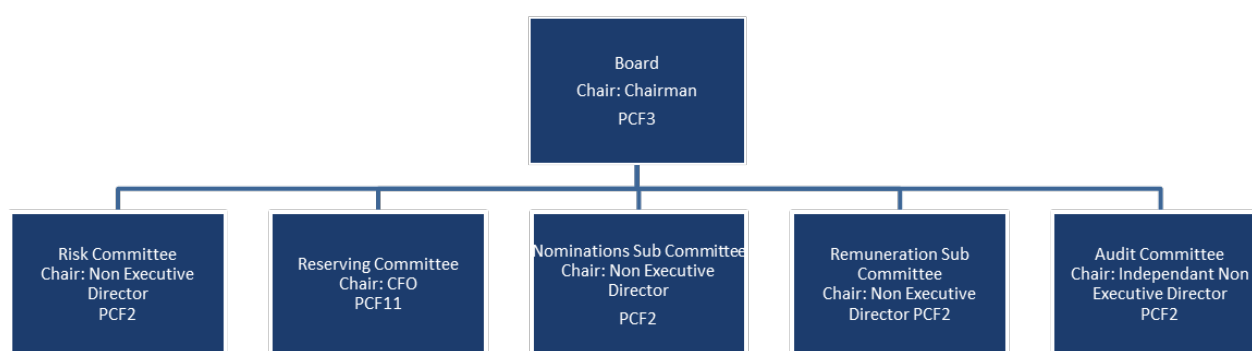 Board
Chair: Chairman
PCF3
Risk Committee
Chair: Non Executive
Director
PCF2
Reserving Committee
Chair: CFO
PCF11
Nominations Sub Committee
Chair: Non Executive
Director
PCF2
Remuneration Sub
Committee
Chair: Non Executive
Director PCF2
Audit Committee
Chair: Independant Non
Executive Director
PCF2